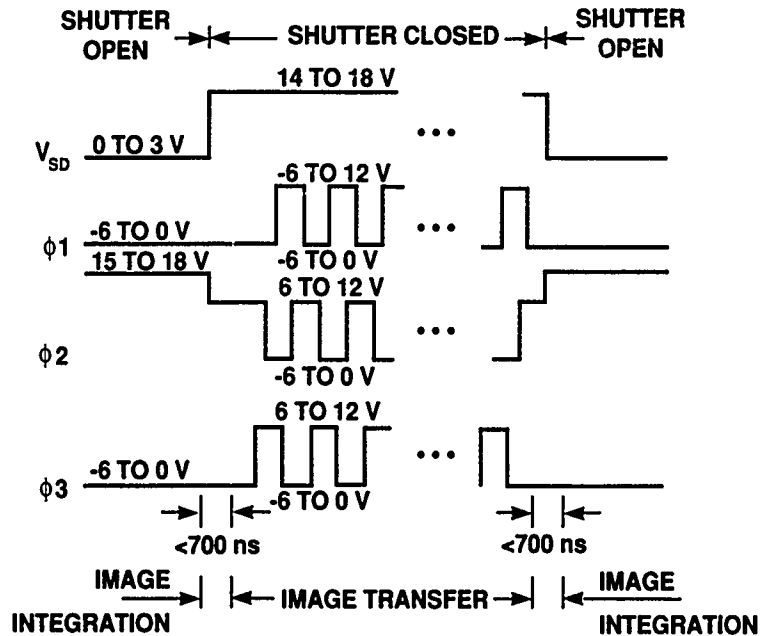 SHUTTER OPEN
SHUTTER CLOSED
SHUTTER OPEN
14 TO 18 V
V_SD
0 TO 3 V
-6 TO 12 V
ϕ1
-6 TO 0 V
-6 TO 0 V
15 TO 18 V
6 TO 12 V
ϕ2
-6 TO 0 V
6 TO 12 V
ϕ3
-6 TO 0 V
-6 TO 0 V
<700 ns
<700 ns
IMAGE INTEGRATION
IMAGE TRANSFER
IMAGE INTEGRATION